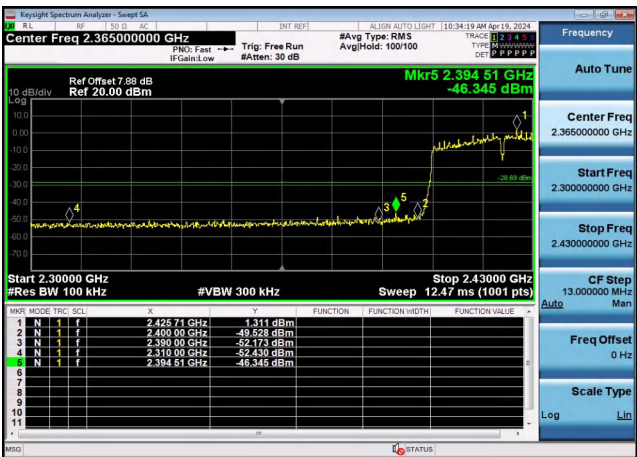 Keysight Spectrum Analyzer - Swept SA
RL RF 50 Ω AC INT REF ALIGN AUTO LIGHT 10:34:19 AM Apr 19, 2024
Center Freq 2.365000000 GHz
PNO: Fast
IFGain:Low
Trig: Free Run
#Atten: 30 dB
#Avg Type: RMS
Avg|Hold: 100/100
TRACE 1 2 3 4 5 6
TYPE M WWWWW
DET P P P P P P
Ref Offset 7.88 dB
Ref 20.00 dBm
10 dB/div
Log
Mkr5 2.394 51 GHz
-46.345 dBm
10.0
0.00
-10.0
-20.0
-30.0
-40.0
-50.0
-60.0
-70.0
1
-28.69 dBm
5
4
3
2
Start 2.30000 GHz
Stop 2.43000 GHz
#Res BW 100 kHz
#VBW 300 kHz
Sweep 12.47 ms (1001 pts)
MKR MODE TRC SCL X Y FUNCTION FUNCTION WIDTH FUNCTION VALUE
1 N 1 f 2.425 71 GHz 1.311 dBm
2 N 1 f 2.400 00 GHz -49.528 dBm
3 N 1 f 2.390 00 GHz -52.173 dBm
4 N 1 f 2.310 00 GHz -52.430 dBm
5 N 1 f 2.394 51 GHz -46.345 dBm
6
7
8
9
10
11
MSG
STATUS
Frequency
Auto Tune
Center Freq
2.365000000 GHz
Start Freq
2.300000000 GHz
Stop Freq
2.430000000 GHz
CF Step
13.000000 MHz
Auto Man
Freq Offset
0 Hz
Scale Type
Log Lin